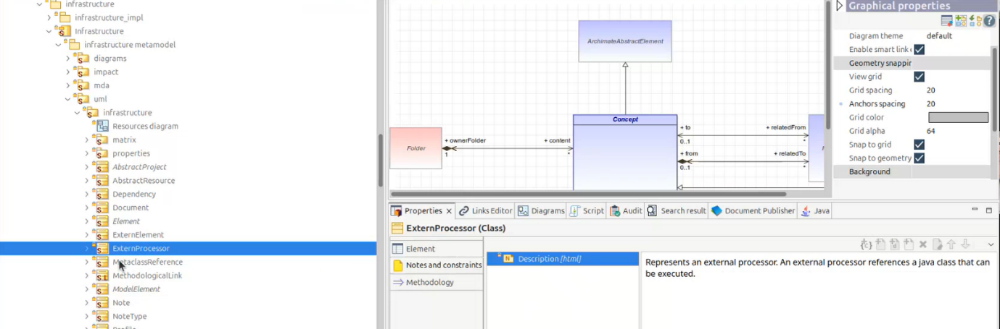 infrastructure
infrastructure_impl
Infrastructure
infrastructure metamodel
diagrams
impact
mda
uml
infrastructure
Resources diagram
matrix
properties
AbstractProject
AbstractResource
Dependency
Document
Element
ExternElement
ExternProcessor
MetaclassReference
MethodologicalLink
ModelElement
Note
NoteType
ArchimateAbstractElement
Concept
Folder
+ ownerFolder
1
+ content
*
+ to
0..1
+ relatedFrom
*
+ from
0..1
+ relatedTo
*
Graphical properties
Diagram theme default
Enable smart link
Geometry snappin
View grid
Grid spacing 20
Anchors spacing 20
Grid color
Grid alpha 64
Snap to grid
Snap to geometry
Background
Properties Links Editor Diagrams Script Audit Search result Document Publisher Java
ExternProcessor (Class)
Element
Notes and constraints
Methodology
N Description [html]
Represents an external processor. An external processor references a java class that can
be executed.